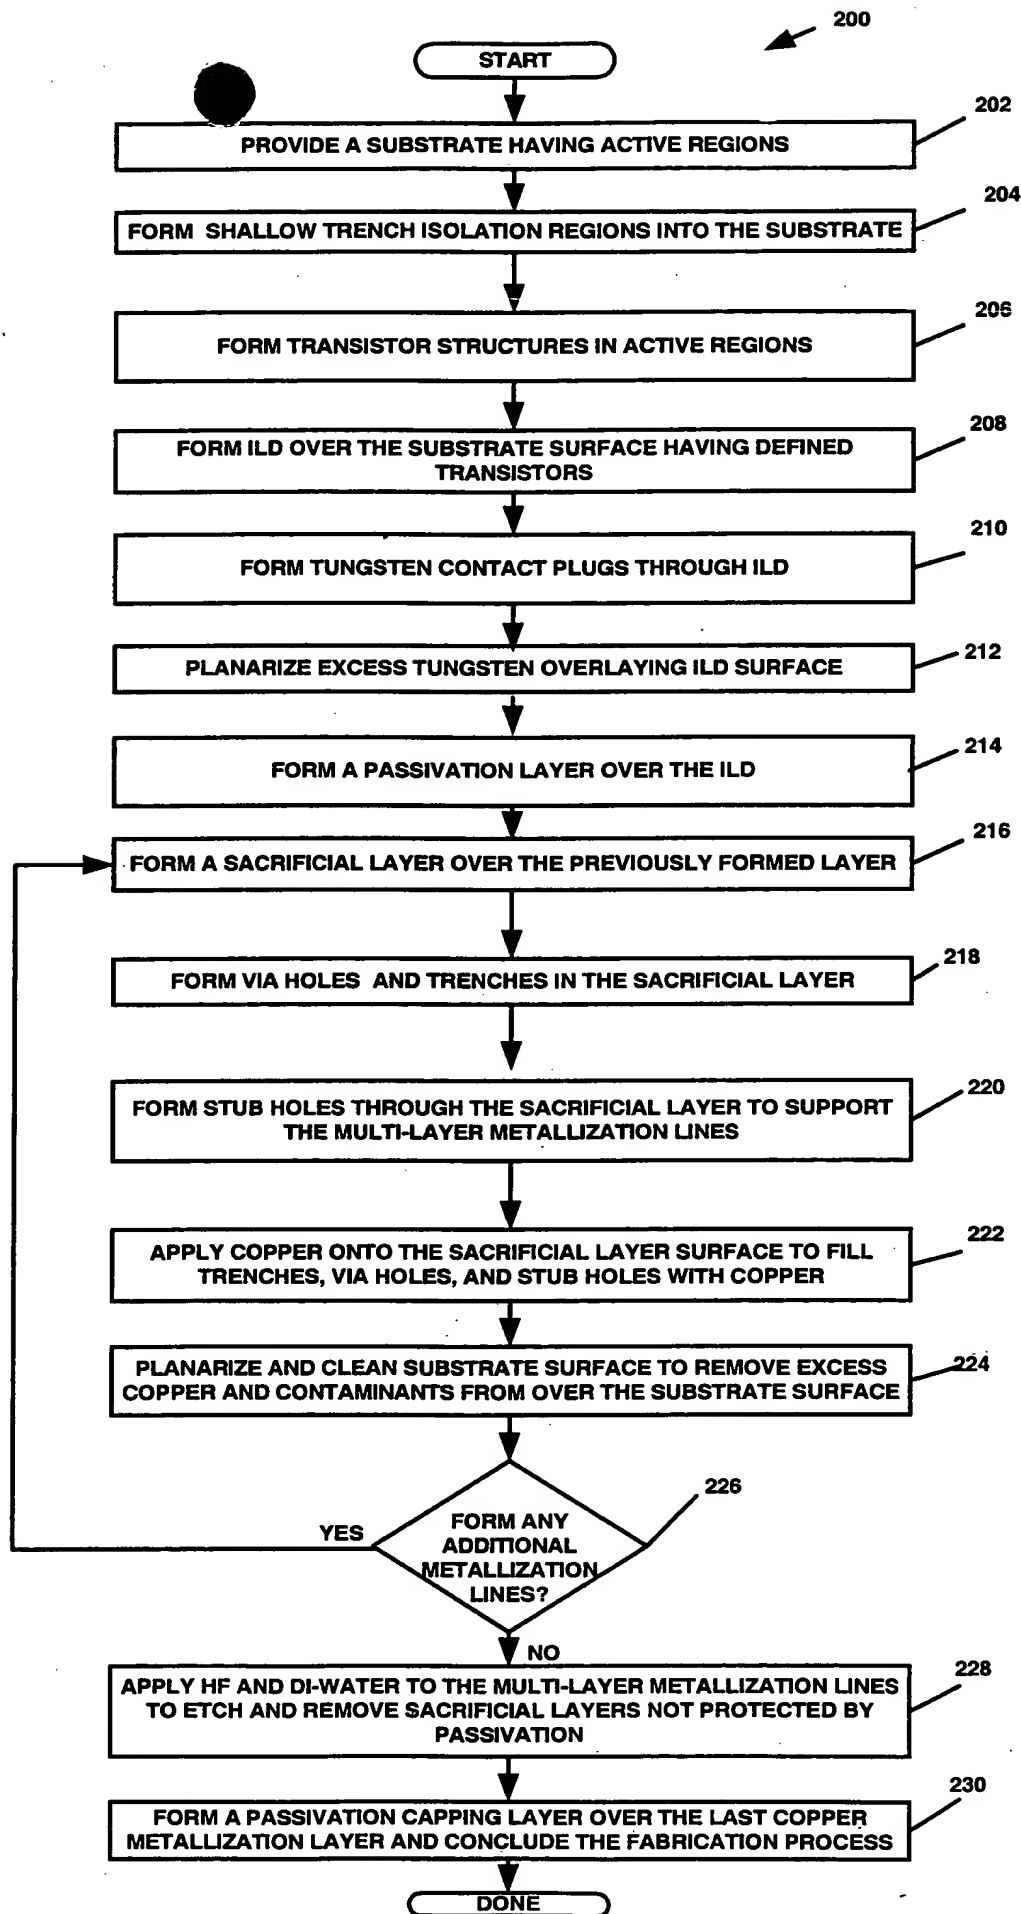 200
START
202
PROVIDE A SUBSTRATE HAVING ACTIVE REGIONS
204
FORM SHALLOW TRENCH ISOLATION REGIONS INTO THE SUBSTRATE
206
FORM TRANSISTOR STRUCTURES IN ACTIVE REGIONS
208
FORM ILD OVER THE SUBSTRATE SURFACE HAVING DEFINED
TRANSISTORS
210
FORM TUNGSTEN CONTACT PLUGS THROUGH ILD
212
PLANARIZE EXCESS TUNGSTEN OVERLAYING ILD SURFACE
214
FORM A PASSIVATION LAYER OVER THE ILD
216
FORM A SACRIFICIAL LAYER OVER THE PREVIOUSLY FORMED LAYER
218
FORM VIA HOLES AND TRENCHES IN THE SACRIFICIAL LAYER
220
FORM STUB HOLES THROUGH THE SACRIFICIAL LAYER TO SUPPORT
THE MULTI-LAYER METALLIZATION LINES
222
APPLY COPPER ONTO THE SACRIFICIAL LAYER SURFACE TO FILL
TRENCHES, VIA HOLES, AND STUB HOLES WITH COPPER
224
PLANARIZE AND CLEAN SUBSTRATE SURFACE TO REMOVE EXCESS
COPPER AND CONTAMINANTS FROM OVER THE SUBSTRATE SURFACE
226
YES
FORM ANY
ADDITIONAL
METALLIZATION
LINES?
NO
228
APPLY HF AND DI-WATER TO THE MULTI-LAYER METALLIZATION LINES
TO ETCH AND REMOVE SACRIFICIAL LAYERS NOT PROTECTED BY
PASSIVATION
230
FORM A PASSIVATION CAPPING LAYER OVER THE LAST COPPER
METALLIZATION LAYER AND CONCLUDE THE FABRICATION PROCESS
DONE